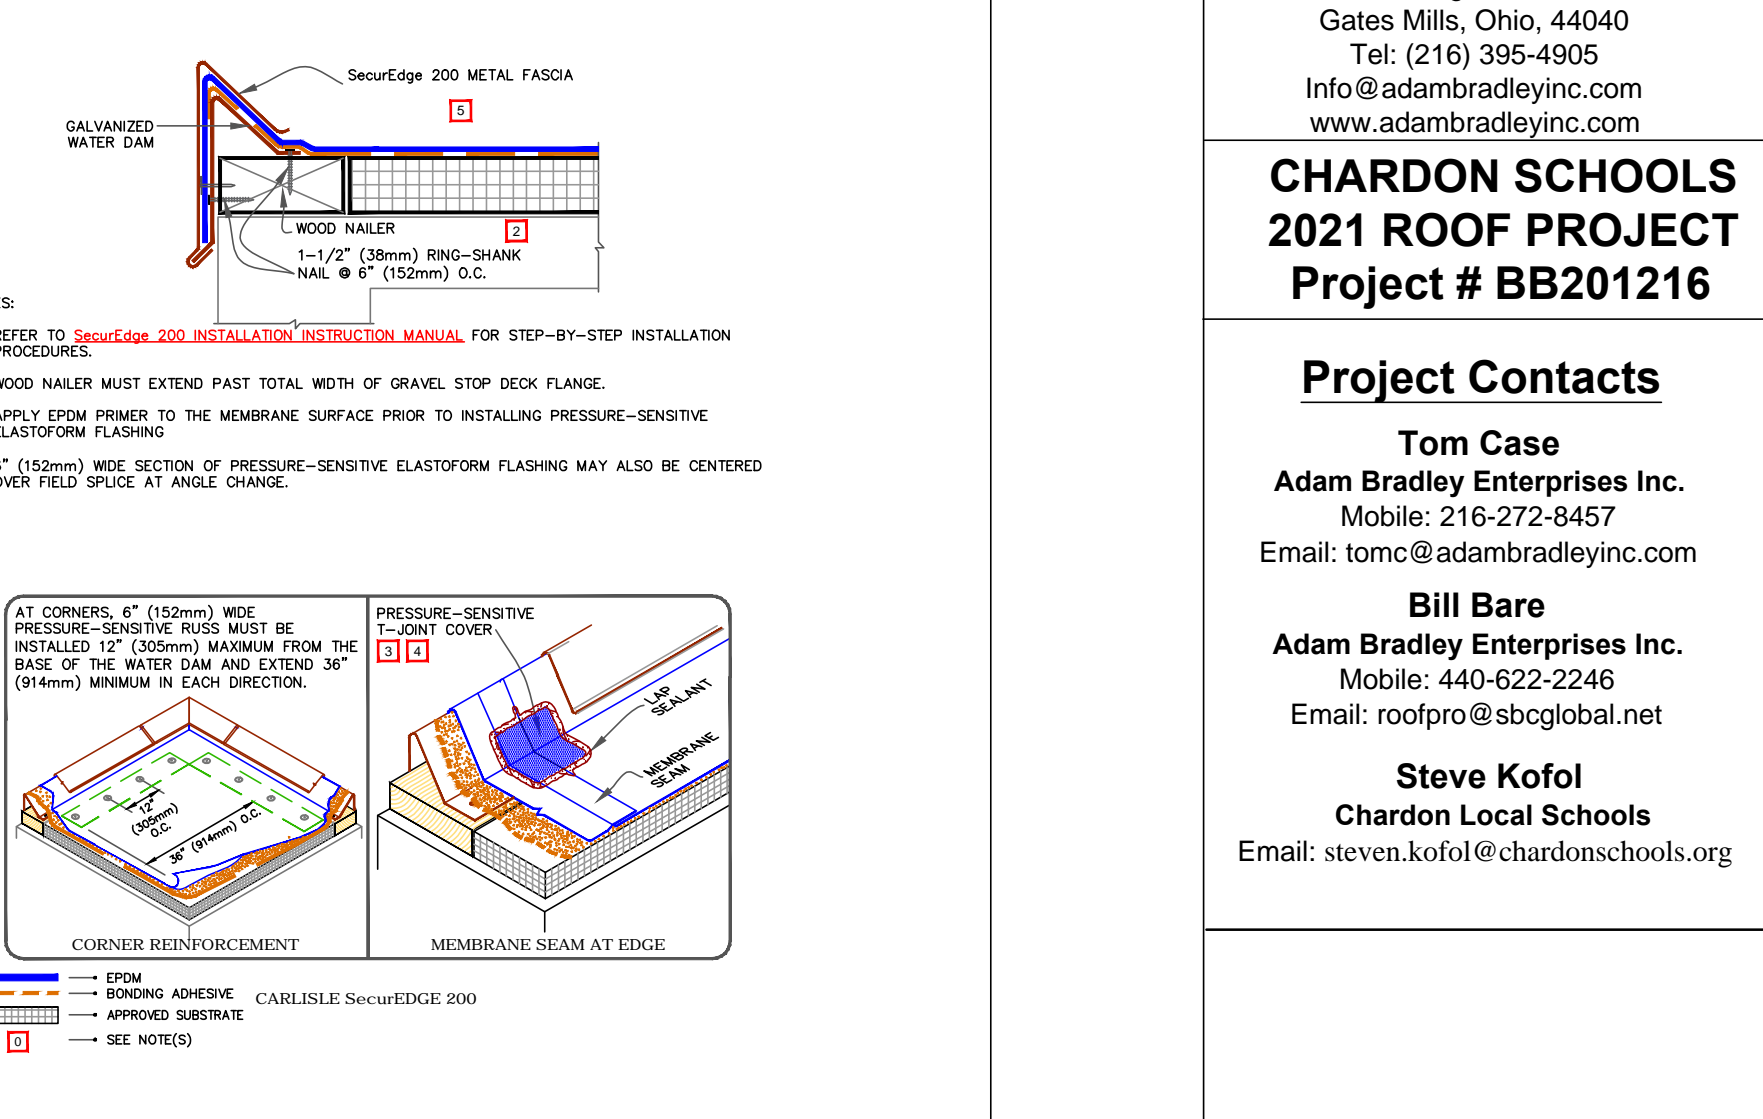 SecurEdge 200 METAL FASCIA
5
GALVANIZED
WATER DAM
WOOD NAILER
2
1-1/2" (38mm) RING-SHANK
NAIL @ 6" (152mm) O.C.
REFER TO SecurEdge 200 INSTALLATION INSTRUCTION MANUAL FOR STEP-BY-STEP INSTALLATION
PROCEDURES.
WOOD NAILER MUST EXTEND PAST TOTAL WIDTH OF GRAVEL STOP DECK FLANGE.
APPLY EPDM PRIMER TO THE MEMBRANE SURFACE PRIOR TO INSTALLING PRESSURE-SENSITIVE
ELASTOFORM FLASHING
6" (152mm) WIDE SECTION OF PRESSURE-SENSITIVE ELASTOFORM FLASHING MAY ALSO BE CENTERED
OVER FIELD SPLICE AT ANGLE CHANGE.
AT CORNERS, 6" (152mm) WIDE
PRESSURE-SENSITIVE RUSS MUST BE
INSTALLED 12" (305mm) MAXIMUM FROM THE
BASE OF THE WATER DAM AND EXTEND 36"
(914mm) MINIMUM IN EACH DIRECTION.
12"
(305mm)
O.C.
36" (914mm) O.C.
CORNER REINFORCEMENT
PRESSURE-SENSITIVE
T-JOINT COVER
3 4
LAP
SEALANT
MEMBRANE
SEAM
MEMBRANE SEAM AT EDGE
EPDM
BONDING ADHESIVE
APPROVED SUBSTRATE
0 SEE NOTE(S)
CARLISLE SecurEDGE 200
Gates Mills, Ohio, 44040
Tel: (216) 395-4905
Info@adambradleyinc.com
www.adambradleyinc.com
CHARDON SCHOOLS
2021 ROOF PROJECT
Project # BB201216
Project Contacts
Tom Case
Adam Bradley Enterprises Inc.
Mobile: 216-272-8457
Email: tomc@adambradleyinc.com
Bill Bare
Adam Bradley Enterprises Inc.
Mobile: 440-622-2246
Email: roofpro@sbcglobal.net
Steve Kofol
Chardon Local Schools
Email: steven.kofol@chardonschools.org